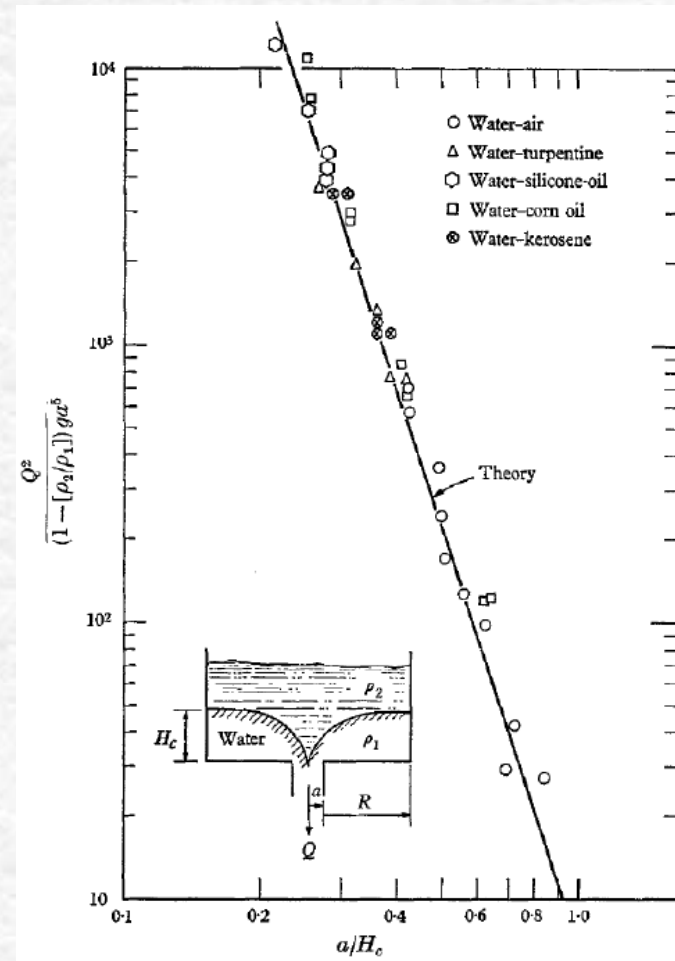 10⁴
10³
10²
10
Q²
(1−[ρ₂/ρ₁]) ga⁵
Water–air
Water–turpentine
Water–silicone-oil
Water–corn oil
Water–kerosene
Theory
ρ₂
H_c
Water
ρ₁
a
R
Q
0·1
0·2
0·4
0·6
0·8
1·0
a/H_c